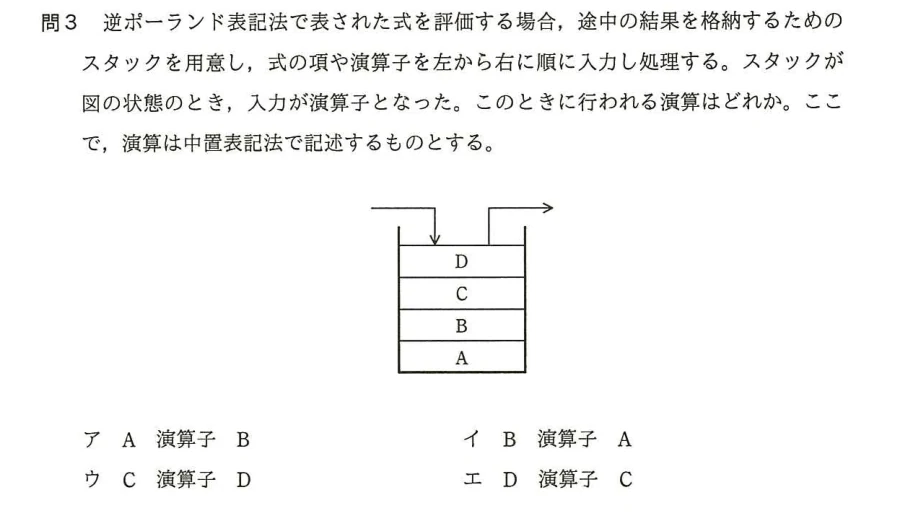 問3 逆ポーランド表記法で表された式を評価する場合，途中の結果を格納するための
スタックを用意し，式の項や演算子を左から右に順に入力し処理する。スタックが
図の状態のとき，入力が演算子となった。このときに行われる演算はどれか。ここ
で，演算は中置表記法で記述するものとする。
D
C
B
A
ア A 演算子 B イ B 演算子 A
ウ C 演算子 D エ D 演算子 C